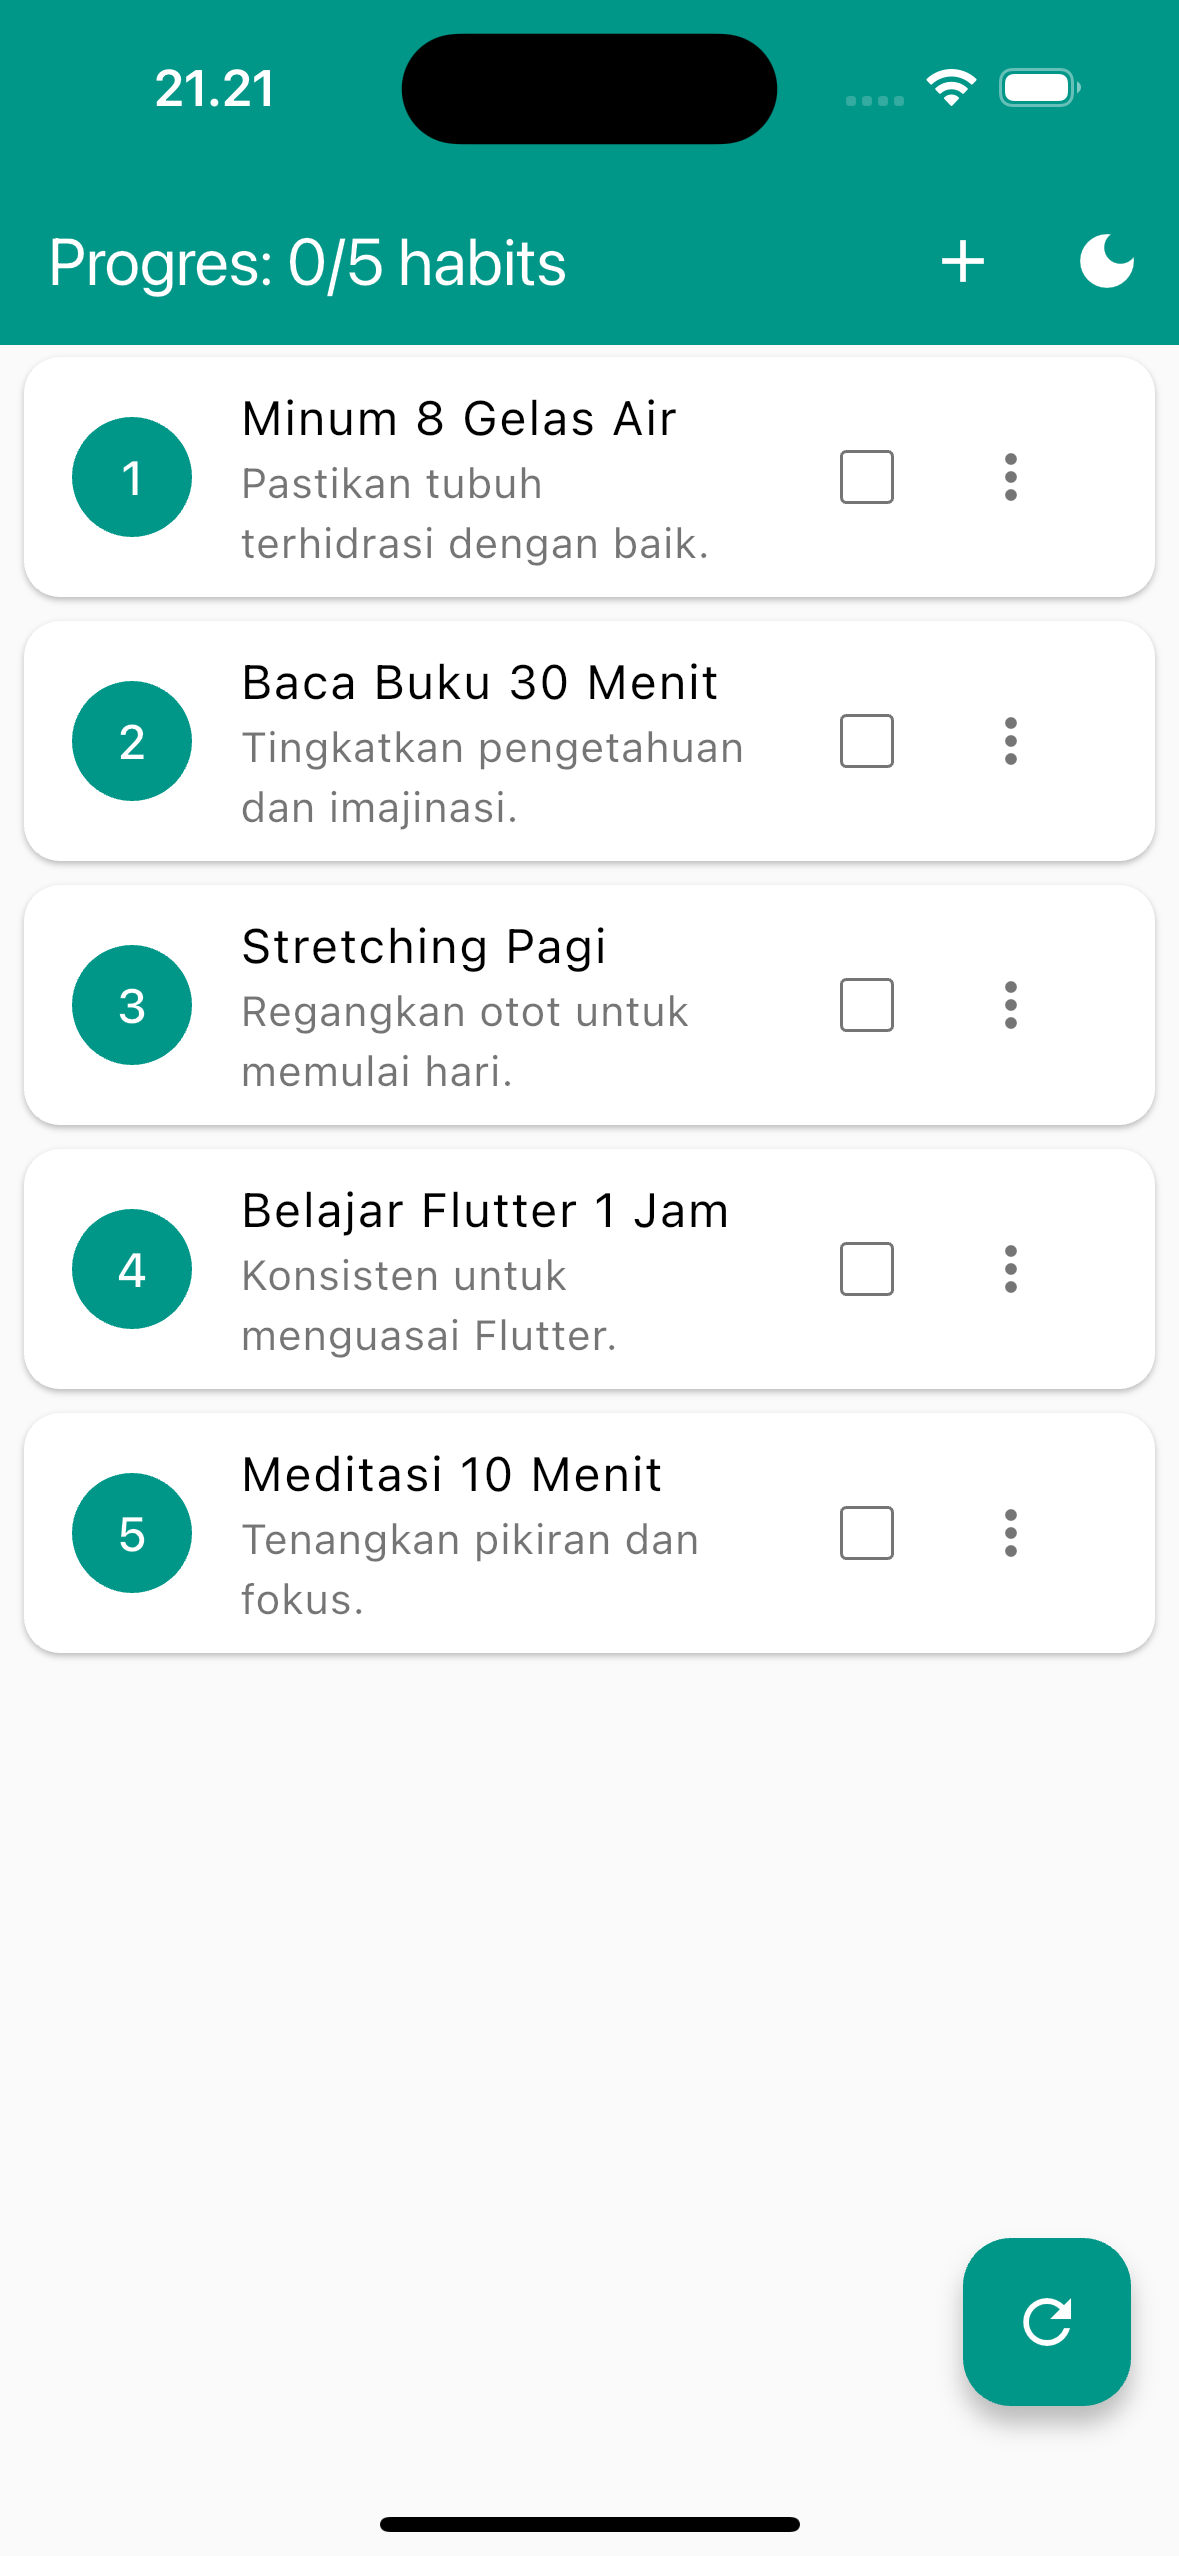 21.21
Progres: 0/5 habits
1
Minum 8 Gelas Air
Pastikan tubuh
terhidrasi dengan baik.
2
Baca Buku 30 Menit
Tingkatkan pengetahuan
dan imajinasi.
3
Stretching Pagi
Regangkan otot untuk
memulai hari.
4
Belajar Flutter 1 Jam
Konsisten untuk
menguasai Flutter.
5
Meditasi 10 Menit
Tenangkan pikiran dan
fokus.